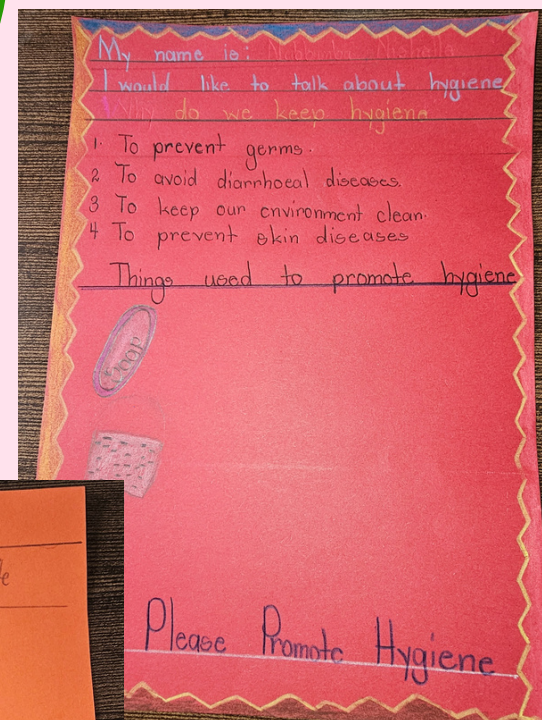 My name is:
I would like to talk about hygiene
Why do we keep hygiene
1. To prevent germs.
2 To avoid diarrhoeal diseases.
3 To keep our environment clean.
4 To prevent skin diseases
Things used to promote hygiene
Please Promote Hygiene